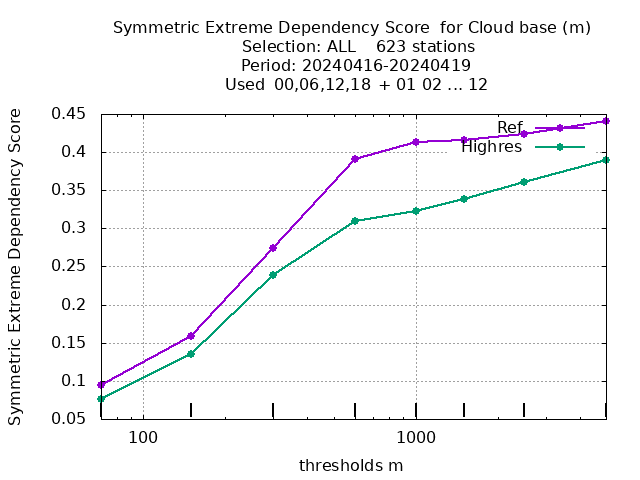 Symmetric Extreme Dependency Score  for Cloud base (m)
Selection: ALL    623 stations
Period: 20240416-20240419
Used  00,06,12,18 + 01 02 ... 12
Symmetric Extreme Dependency Score
0.45
0.4
0.35
0.3
0.25
0.2
0.15
0.1
0.05
Ref
Highres
100
1000
thresholds m